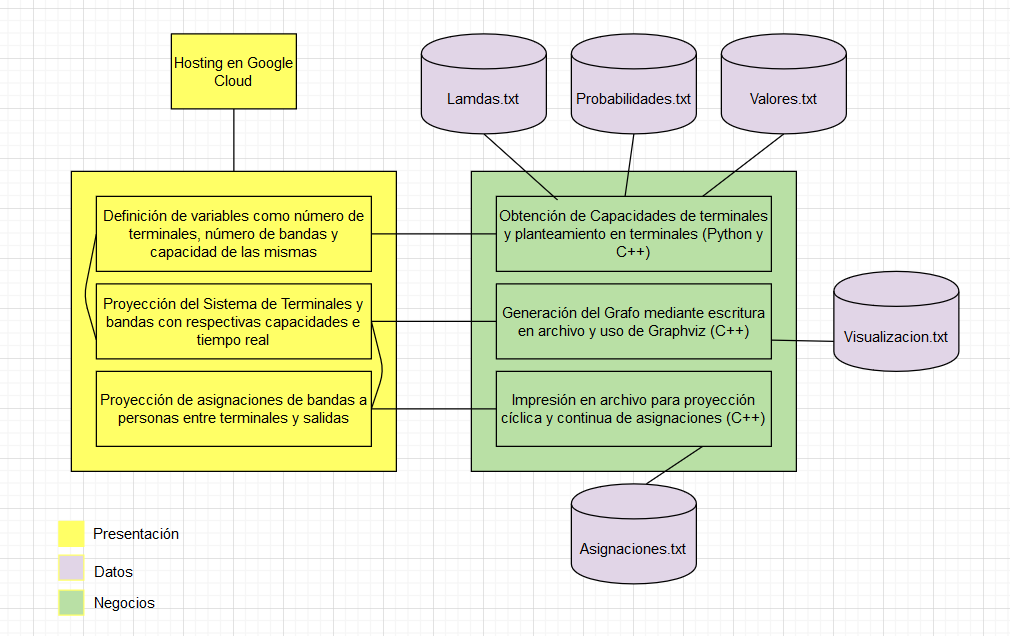 Hosting en Google
Cloud
Lamdas.txt
Probabilidades.txt
Valores.txt
Definición de variables como número de
terminales, número de bandas y
capacidad de las mismas
Proyección del Sistema de Terminales y
bandas con respectivas capacidades e
tiempo real
Proyección de asignaciones de bandas a
personas entre terminales y salidas
Obtención de Capacidades de terminales
y planteamiento en terminales (Python y
C++)
Generación del Grafo mediante escritura
en archivo y uso de Graphviz (C++)
Impresión en archivo para proyección
cíclica y continua de asignaciones (C++)
Visualizacion.txt
Asignaciones.txt
Presentación
Datos
Negocios